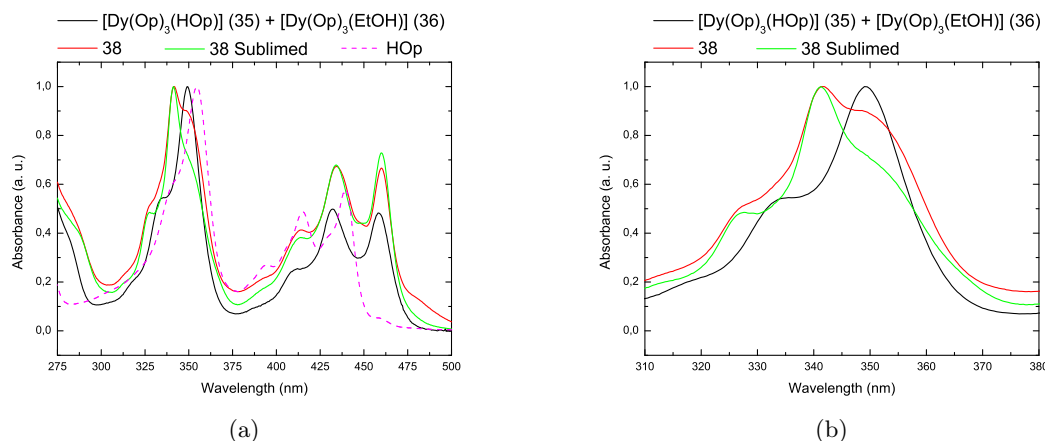 [Dy(Op)3(HOp)] (35) + [Dy(Op)3(EtOH)] (36)
38
38 Sublimed
HOp
1,0
0,8
0,6
0,4
0,2
0,0
Absorbance (a. u.)
275 300 325 350 375 400 425 450 475 500
Wavelength (nm)
(a)
[Dy(Op)3(HOp)] (35) + [Dy(Op)3(EtOH)] (36)
38
38 Sublimed
1,0
0,8
0,6
0,4
0,2
0,0
Absorbance (a. u.)
310 320 330 340 350 360 370 380
Wavelength (nm)
(b)